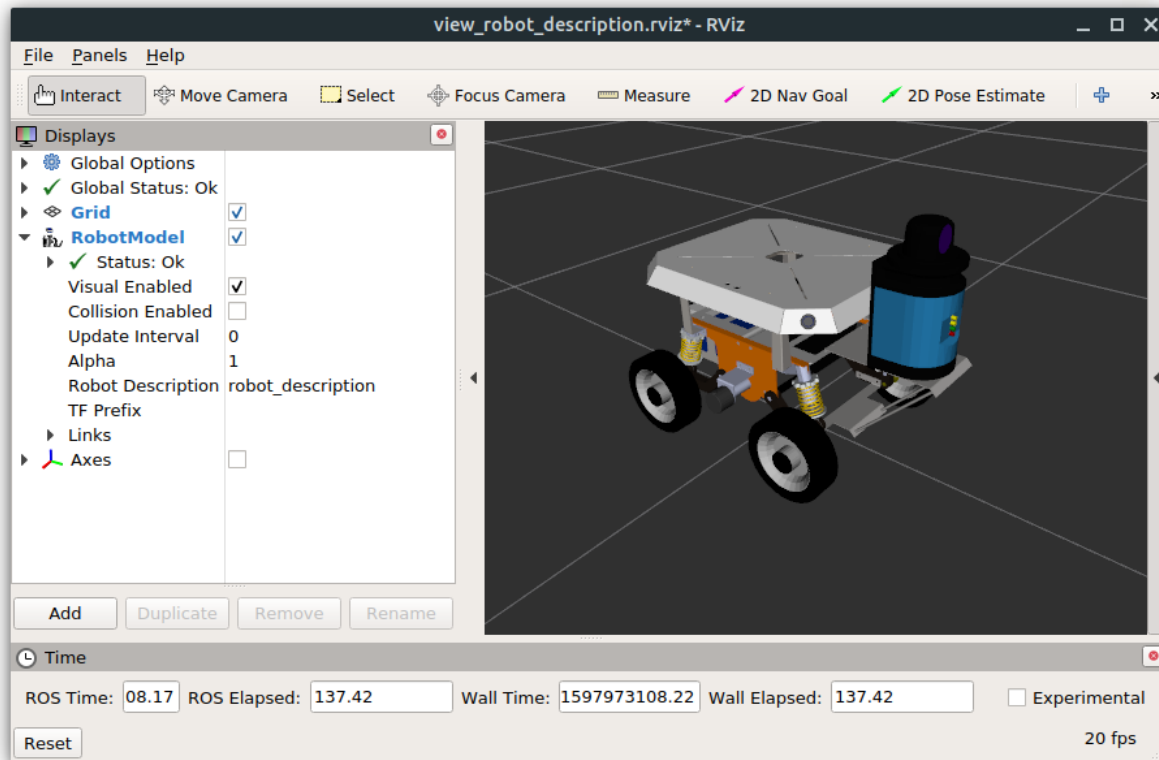 view_robot_description.rviz* - RViz
File Panels Help
Interact Move Camera Select Focus Camera Measure 2D Nav Goal 2D Pose Estimate »
Displays
Global Options
Global Status: Ok
Grid
RobotModel
Status: Ok
Visual Enabled
Collision Enabled
Update Interval 0
Alpha 1
Robot Description robot_description
TF Prefix
Links
Axes
Add Duplicate Remove Rename
Time
ROS Time: 08.17 ROS Elapsed: 137.42 Wall Time: 1597973108.22 Wall Elapsed: 137.42 Experimental
Reset 20 fps